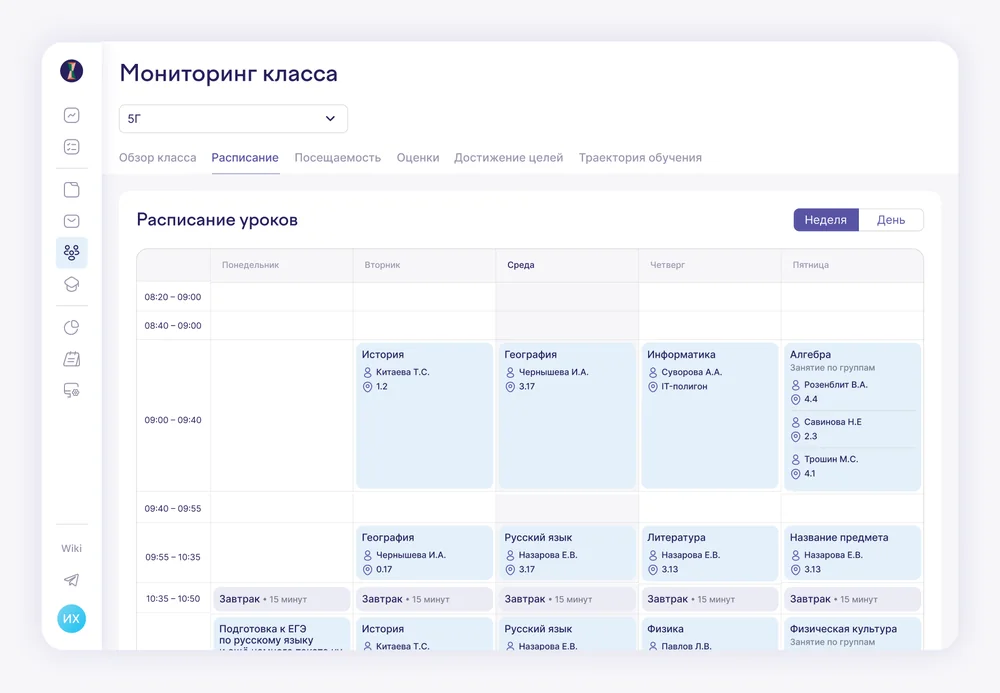 Мониторинг класса
5Г
Обзор класса Расписание Посещаемость Оценки Достижение целей Траектория обучения
Расписание уроков
Неделя День
Понедельник Вторник Среда Четверг Пятница
08:20 – 09:00
08:40 – 09:00
09:00 – 09:40
История
Китаева Т.С.
1.2
География
Чернышева И.А.
3.17
Информатика
Суворова А.А.
IT-полигон
Алгебра
Занятие по группам
Розенблит В.А.
4.4
Савинова Н.Е
2.3
Трошин М.С.
4.1
09:40 – 09:55
09:55 – 10:35
География
Чернышева И.А.
0.17
Русский язык
Назарова Е.В.
3.17
Литература
Назарова Е.В.
3.13
Название предмета
Назарова Е.В.
3.13
10:35 – 10:50
Завтрак • 15 минут
Завтрак • 15 минут
Завтрак • 15 минут
Завтрак • 15 минут
Завтрак • 15 минут
Подготовка к ЕГЭ
по русскому языку
История
Китаева Т.С.
Русский язык
Назарова Е.В.
Физика
Павлов Л.В.
Физическая культура
Занятие по группам
Wiki
ИХ